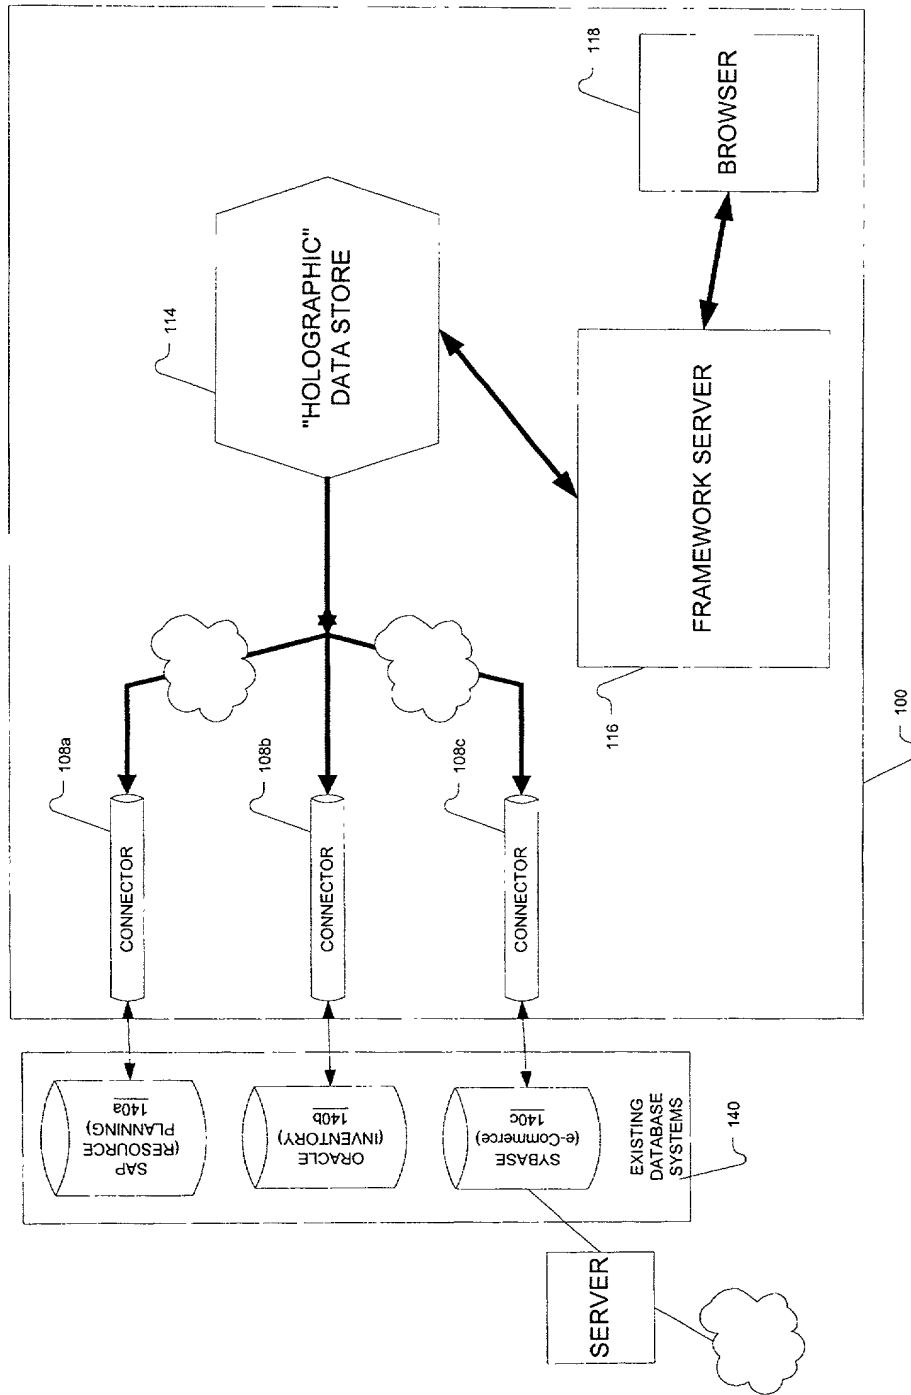 SAP
(RESOURCE
PLANNING)
140a
ORACLE
(INVENTORY)
140b
SYBASE
(e-Commerce)
140c
EXISTING
DATABASE
SYSTEMS
140
SERVER
CONNECTOR
108a
CONNECTOR
108b
CONNECTOR
108c
"HOLOGRAPHIC"
DATA STORE
114
FRAMEWORK SERVER
116
BROWSER
118
100